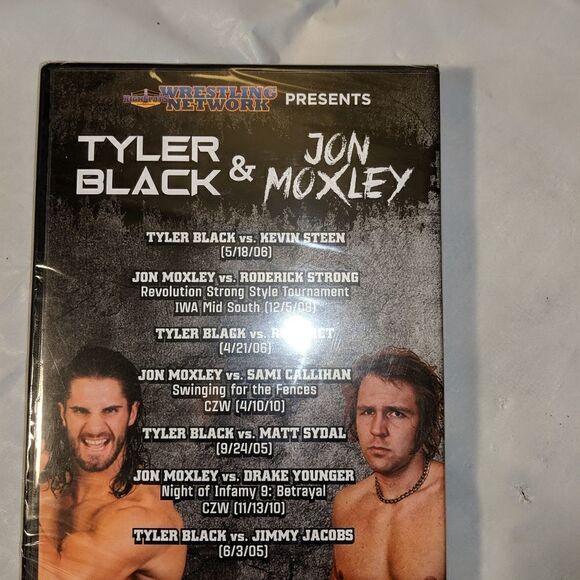 HIGHSPOTS WRESTLING
NETWORK PRESENTS
TYLER
BLACK
&
JON
MOXLEY
TYLER BLACK vs. KEVIN STEEN
(5/18/06)
JON MOXLEY vs. RODERICK STRONG
Revolution Strong Style Tournament
IWA Mid South (12/5/09)
TYLER BLACK vs.
(4/21/06)
JON MOXLEY vs. SAMI CALLIHAN
Swinging for the Fences
CZW (4/10/10)
TYLER BLACK vs. MATT SYDAL
(9/24/05)
JON MOXLEY vs. DRAKE YOUNGER
Night of Infamy 9: Betrayal
CZW (11/13/10)
TYLER BLACK vs. JIMMY JACOBS
(6/3/05)